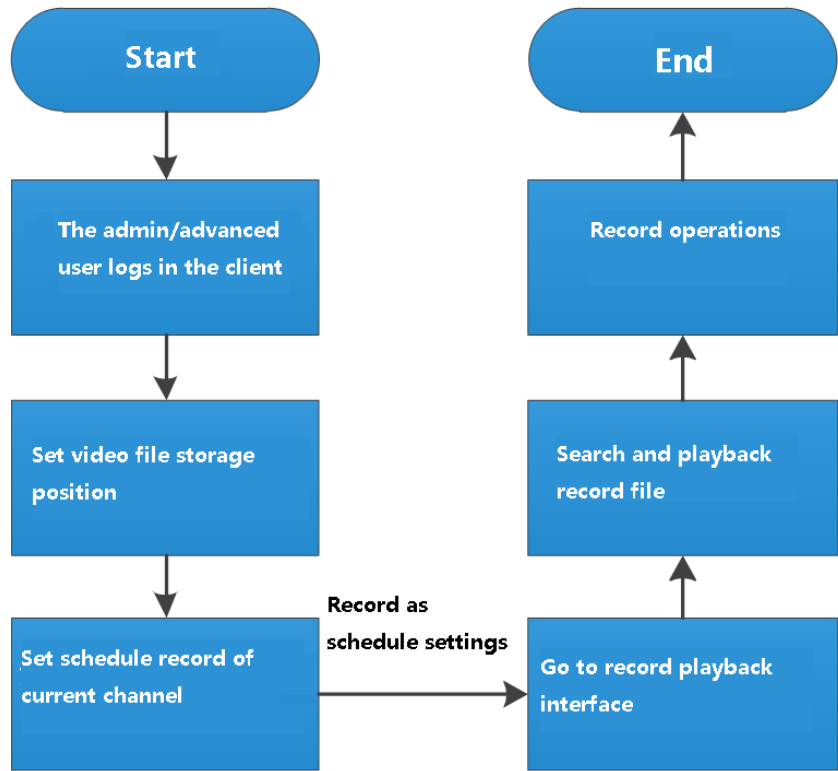 Start
The admin/advanced
user logs in the client
Set video file storage
position
Set schedule record of
current channel
Record as
schedule settings
Go to record playback
interface
Search and playback
record file
Record operations
End